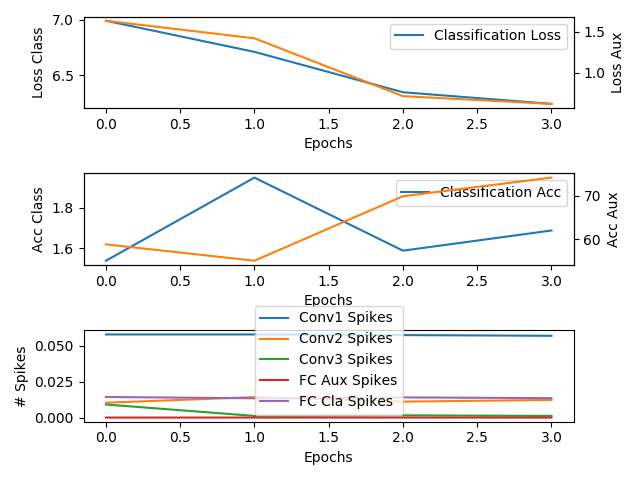 Loss Class
7.0
6.5
Classification Loss
1.5
1.0
Loss Aux
0.0 0.5 1.0 1.5 2.0 2.5 3.0
Epochs
Acc Class
1.8
1.6
Classification Acc
70
60
Acc Aux
0.0 0.5 1.0 1.5 2.0 2.5 3.0
Epochs
# Spikes
0.050
0.025
0.000
Conv1 Spikes
Conv2 Spikes
Conv3 Spikes
FC Aux Spikes
FC Cla Spikes
0.0 0.5 1.0 1.5 2.0 2.5 3.0
Epochs